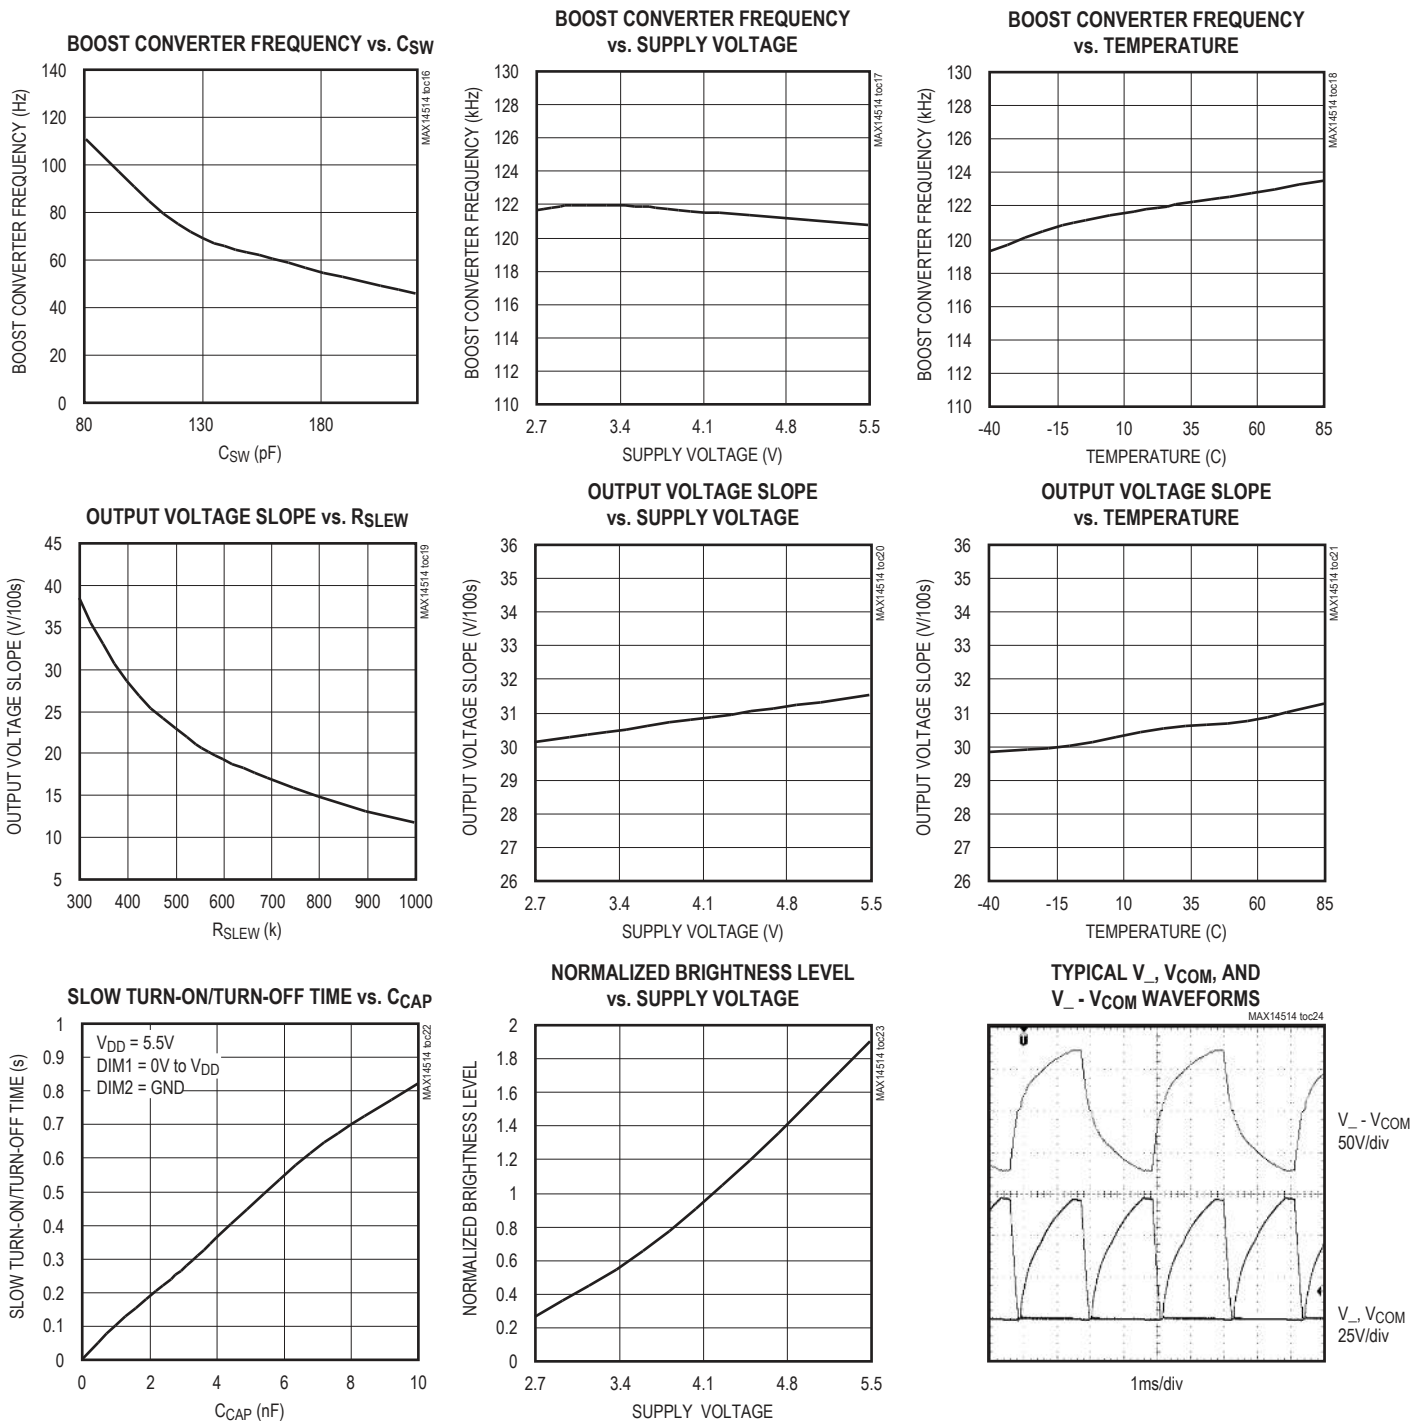 BOOST CONVERTER FREQUENCY vs. CSW
BOOST CONVERTER FREQUENCY (Hz)
140
120
100
80
60
40
20
0
80 130 180
CSW (pF)
MAX14514 toc16
BOOST CONVERTER FREQUENCY
vs. SUPPLY VOLTAGE
BOOST CONVERTER FREQUENCY (kHz)
130
128
126
124
122
120
118
116
114
112
110
2.7 3.4 4.1 4.8 5.5
SUPPLY VOLTAGE (V)
MAX14514 toc17
BOOST CONVERTER FREQUENCY
vs. TEMPERATURE
BOOST CONVERTER FREQUENCY (kHz)
130
128
126
124
122
120
118
116
114
112
110
-40 -15 10 35 60 85
TEMPERATURE (C)
MAX14514 toc18
OUTPUT VOLTAGE SLOPE vs. RSLEW
OUTPUT VOLTAGE SLOPE (V/100s)
45
40
35
30
25
20
15
10
5
300 400 500 600 700 800 900 1000
RSLEW (k)
MAX14514 toc19
OUTPUT VOLTAGE SLOPE
vs. SUPPLY VOLTAGE
OUTPUT VOLTAGE SLOPE (V/100s)
36
35
34
33
32
31
30
29
28
27
26
2.7 3.4 4.1 4.8 5.5
SUPPLY VOLTAGE (V)
MAX14514 toc20
OUTPUT VOLTAGE SLOPE
vs. TEMPERATURE
OUTPUT VOLTAGE SLOPE (V/100s)
36
35
34
33
32
31
30
29
28
27
26
-40 -15 10 35 60 85
TEMPERATURE (C)
MAX14514 toc21
SLOW TURN-ON/TURN-OFF TIME vs. CCAP
SLOW TURN-ON/TURN-OFF TIME (s)
1
0.9
0.8
0.7
0.6
0.5
0.4
0.3
0.2
0.1
0
VDD = 5.5V
DIM1 = 0V to VDD
DIM2 = GND
0 2 4 6 8 10
CCAP (nF)
MAX14514 toc22
NORMALIZED BRIGHTNESS LEVEL
vs. SUPPLY VOLTAGE
NORMALIZED BRIGHTNESS LEVEL
2
1.8
1.6
1.4
1.2
1
0.8
0.6
0.4
0.2
0
2.7 3.4 4.1 4.8 5.5
SUPPLY VOLTAGE
MAX14514 toc23
TYPICAL V_, VCOM, AND
V_ - VCOM WAVEFORMS
MAX14514 toc24
V_ - VCOM
50V/div
V_, VCOM
25V/div
1ms/div